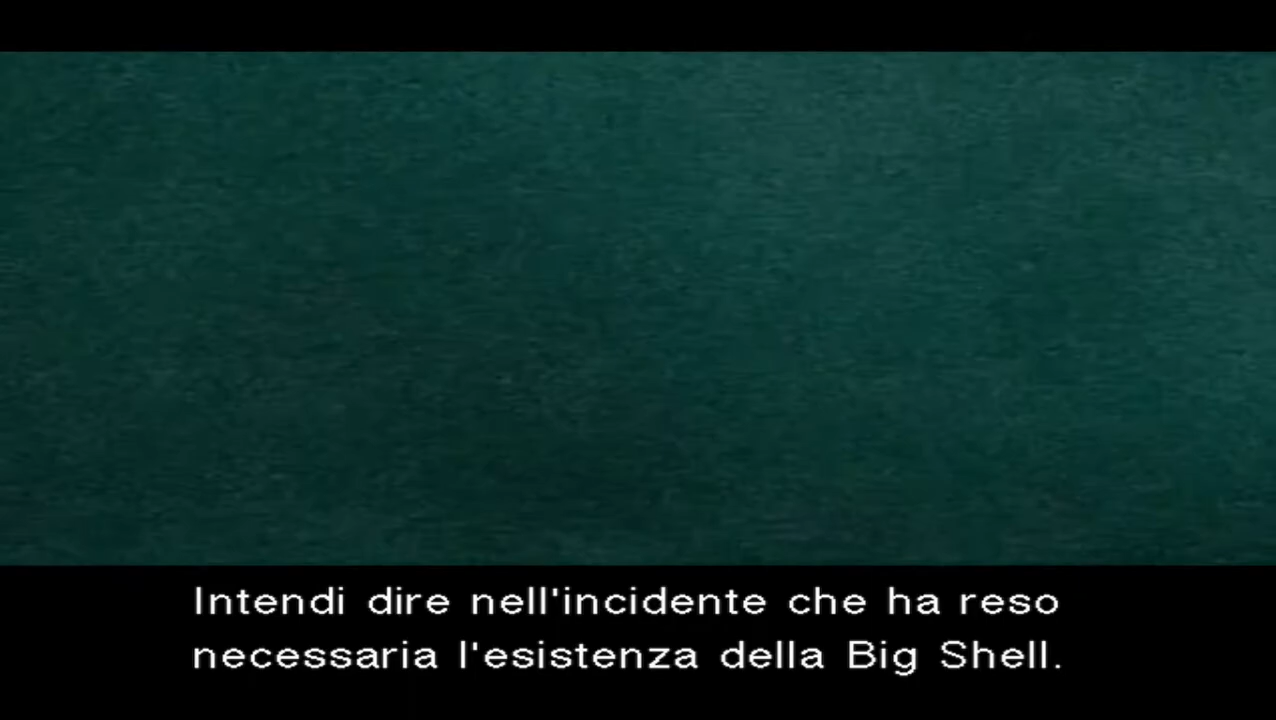 Intendi dire nell'incidente che ha reso
necessaria l'esistenza della Big Shell.